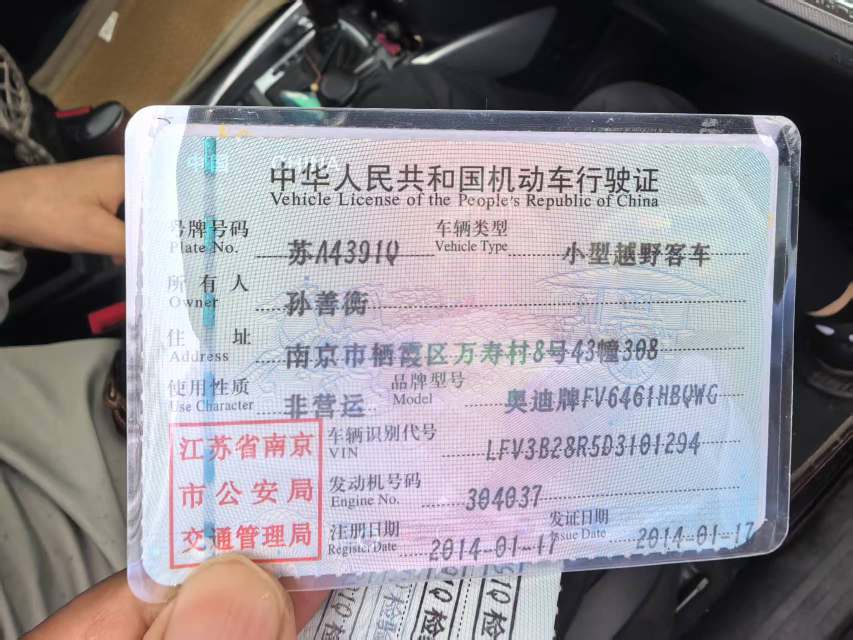 中国 CHINA
中华人民共和国机动车行驶证
Vehicle License of the People's Republic of China
号牌号码 苏A4391Q 车辆类型 小型越野客车
Plate No. Vehicle Type
所有人 孙善衡
Owner
住址 南京市栖霞区万寿村8号43幢308
Address
使用性质 非营运 品牌型号 奥迪牌FV6461HBQWG
Use Character Model
江苏省南京
市公安局
交通管理局
车辆识别代号 LFV3B28R5D3101294
VIN
发动机号码 304037
Engine No.
注册日期 2014-01-17 发证日期 2014-01-17
Register Date Issue Date